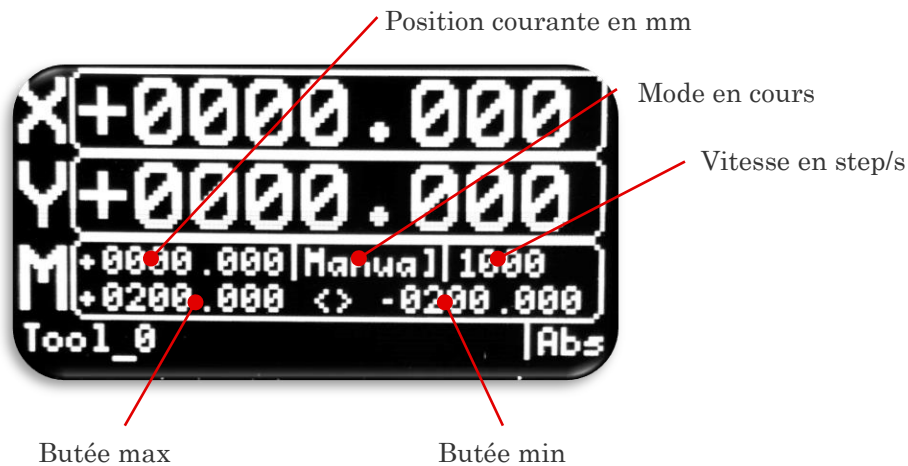 Position courante en mm
Mode en cours
Vitesse en step/s
X +0000.000
Y +0000.000
M +0000.000 Manual 1000
+0200.000 <> -0200.000
Tool_0 Abs
Butée max Butée min